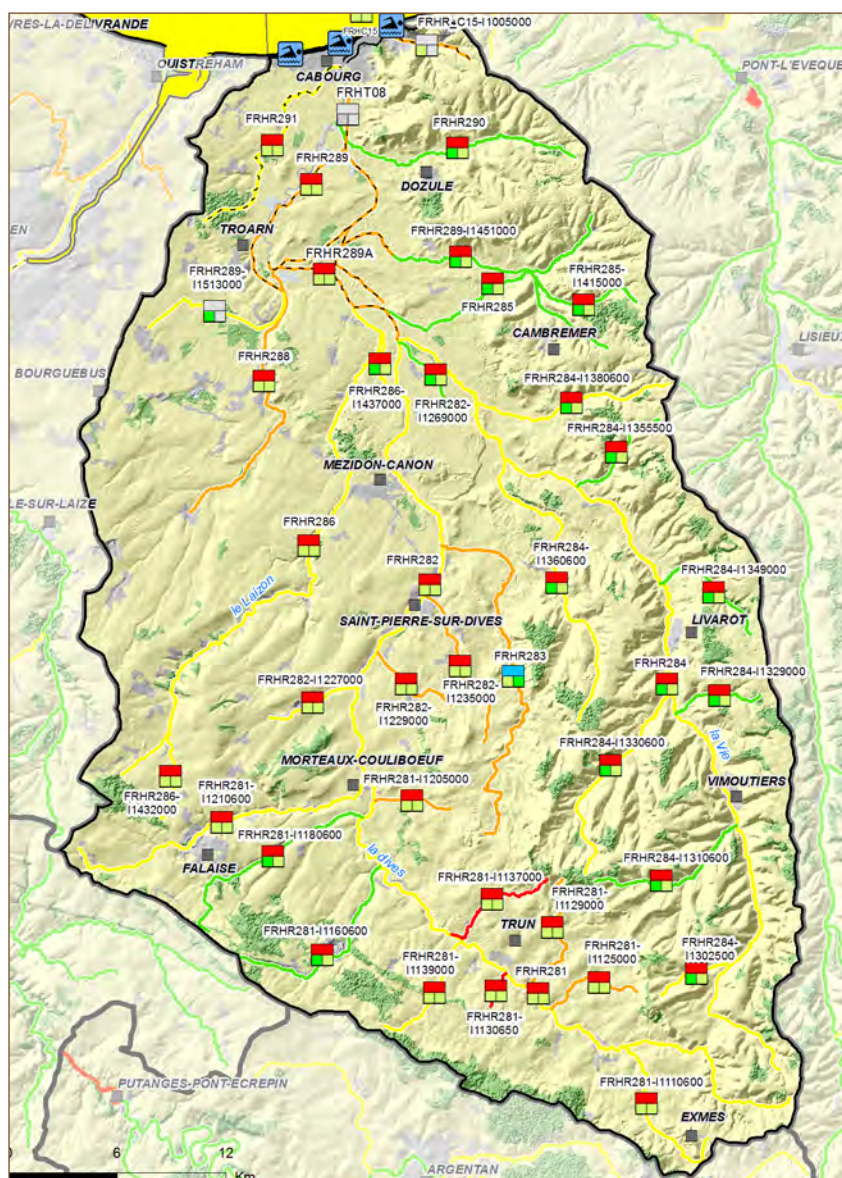 VRES-LA-DELIVRANDE
FRHC15
FRHR_C15-I1005000
OUISTREHAM
CABOURG
PONT-L'EVEQUE
FRHT08
FRHR291
FRHR290
FRHR289
DOZULE
TROARN
FRHR289-I1451000
EN
FRHR289A
FRHR289-
I1513000
FRHR285-
I1415000
FRHR285
CAMBREMER
LISIEUX
BOURGUEBUS
FRHR288
FRHR286-
I1437000
FRHR282-
I1269000
FRHR284-I1380600
FRHR284-I1355500
MEZIDON-CANON
LE-SUR-LAIZE
FRHR286
FRHR282
FRHR284-
I1360600
FRHR284-I1349000
le Laizon
SAINT-PIERRE-SUR-DIVES
LIVAROT
FRHR283
FRHR284
FRHR284-I1329000
FRHR282-I1227000
FRHR282-
I1229000
FRHR282-
I1235000
la Vie
FRHR284-I1330600
MORTEAUX-COULIBOEUF
VIMOUTIERS
FRHR286-
I1432000
FRHR281-
I1210600
FRHR281-I1205000
FALAISE
FRHR281-I1180600
la dives
FRHR281-I1137000
FRHR284-I1310600
FRHR281-
I1129000
TRUN
FRHR281-I1160600
FRHR281-
I1139000
FRHR281
FRHR281-
I1125000
FRHR284-
I1302500
FRHR281-
I1130650
PUTANGES-PONT-ECREPIN
FRHR281-I1110600
EXMES
0 6 12
Km
ARGENTAN